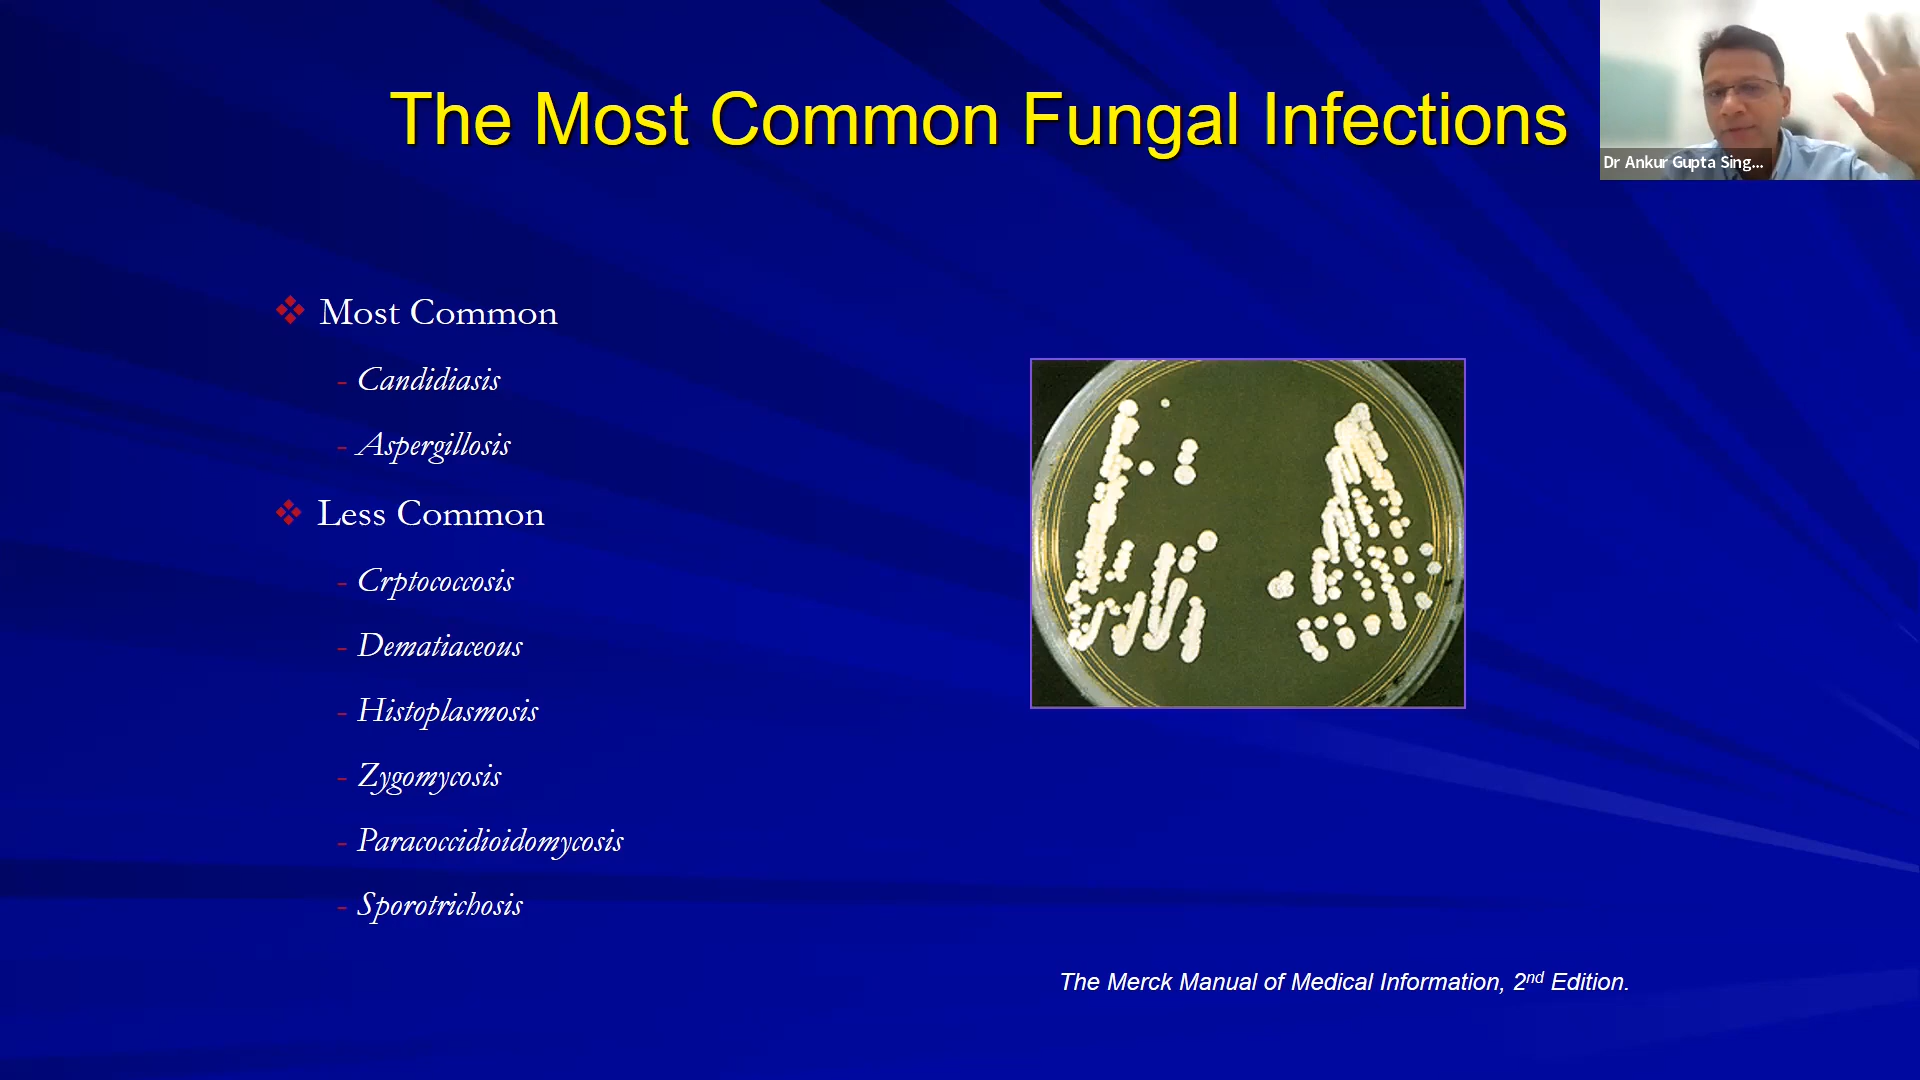 The Most Common Fungal Infections
Dr Ankur Gupta Sing...
Most Common
- Candidiasis
- Aspergillosis
Less Common
- Crptococcosis
- Dematiaceous
- Histoplasmosis
- Zygomycosis
- Paracoccidioidomycosis
- Sporotrichosis
The Merck Manual of Medical Information, 2nd Edition.